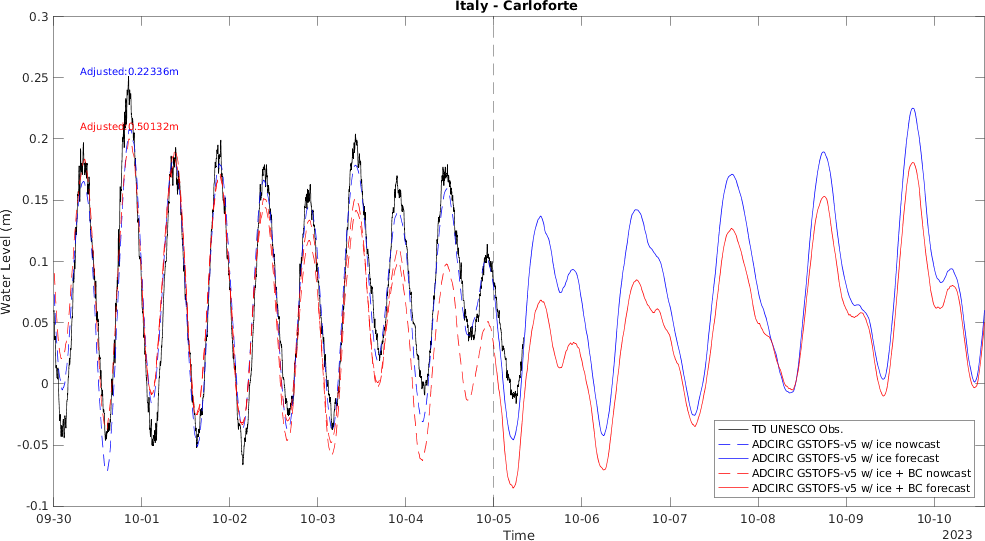 Italy - Carloforte
0.3
0.25
0.2
0.15
0.1
0.05
0
-0.05
-0.1
Water Level (m)
Adjusted:0.22336m
Adjusted:0.50132m
TD UNESCO Obs.
ADCIRC GSTOFS-v5 w/ ice nowcast
ADCIRC GSTOFS-v5 w/ ice forecast
ADCIRC GSTOFS-v5 w/ ice + BC nowcast
ADCIRC GSTOFS-v5 w/ ice + BC forecast
09-30 10-01 10-02 10-03 10-04 10-05 10-06 10-07 10-08 10-09 10-10
Time
2023